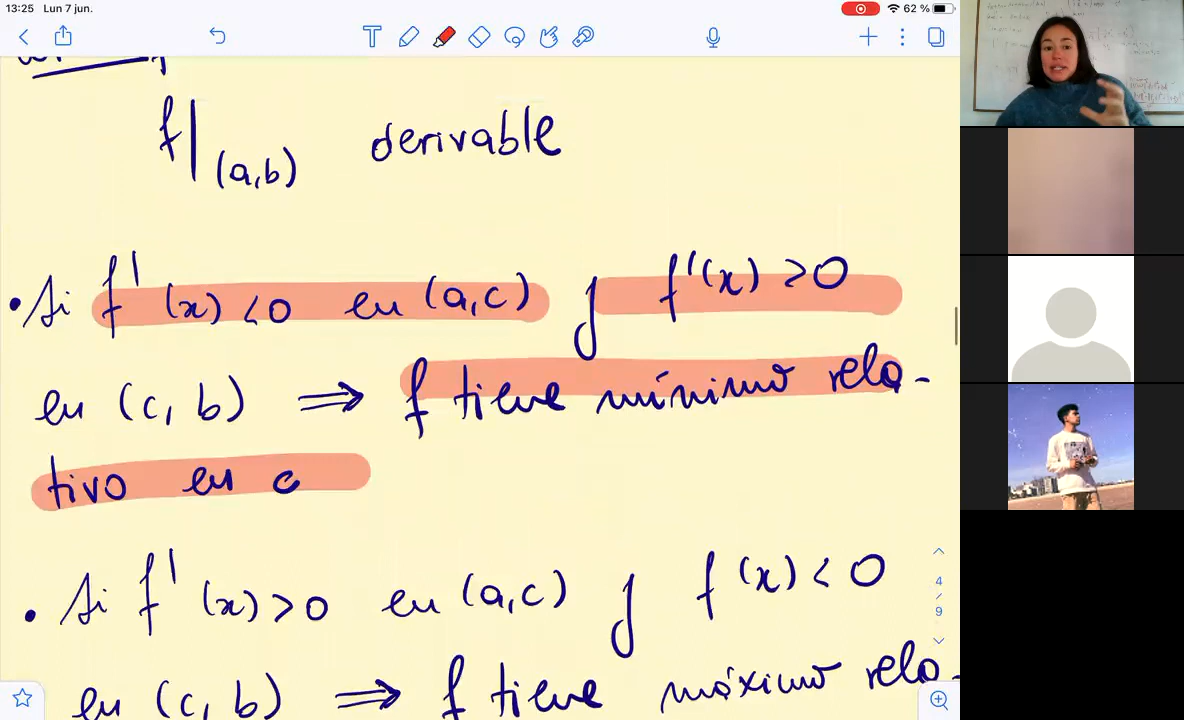 13:25 Lun 7 jun.
62 %
T
f|(a,b) derivable
• Si f'(x) < 0 en (a,c) y f'(x) > 0
en (c, b) ⟹ f tiene mínimo rela-
tivo en c
• Si f'(x) > 0 en (a,c) y f(x) < 0
en (c, b) ⟹ f tiene máximo rela-
4
/
9